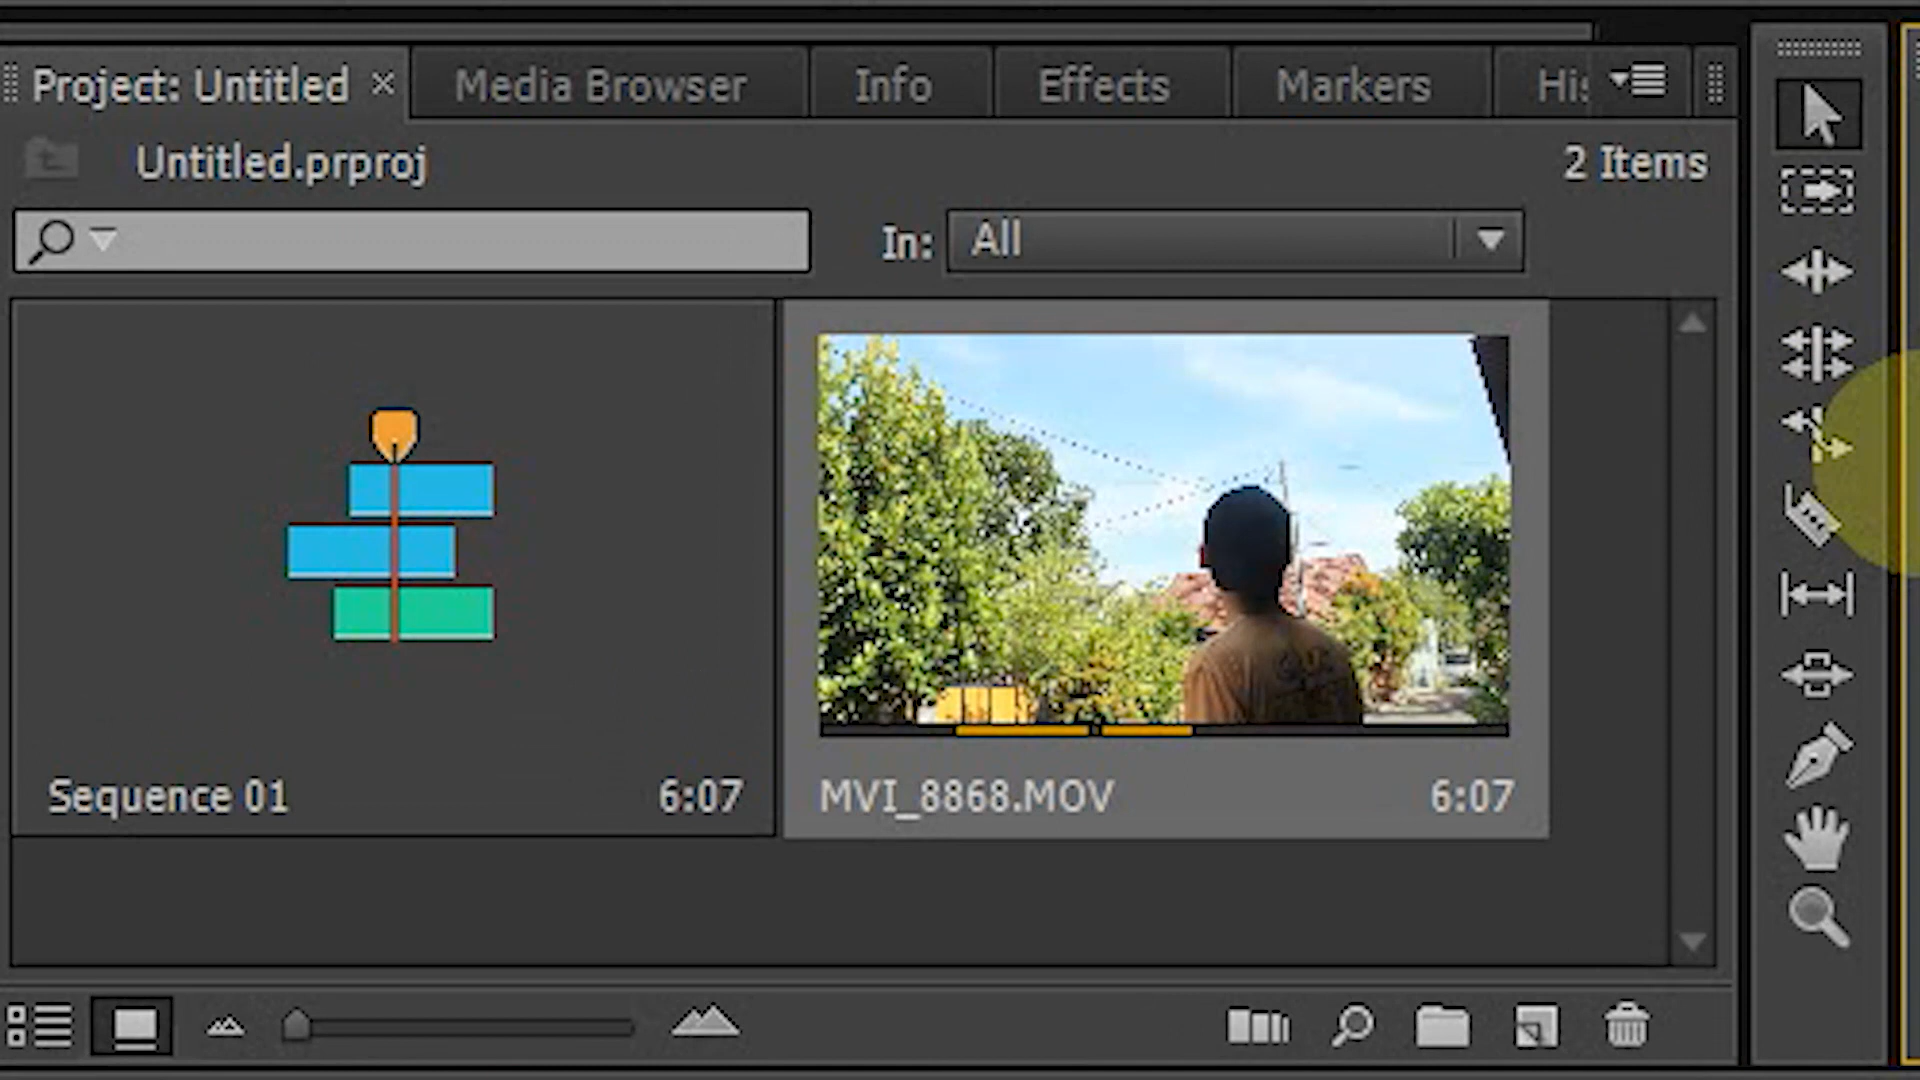 Project: Untitled × Media Browser Info Effects Markers His
Untitled.prproj 2 Items
In: All
Sequence 01 6:07 MVI_8868.MOV 6:07